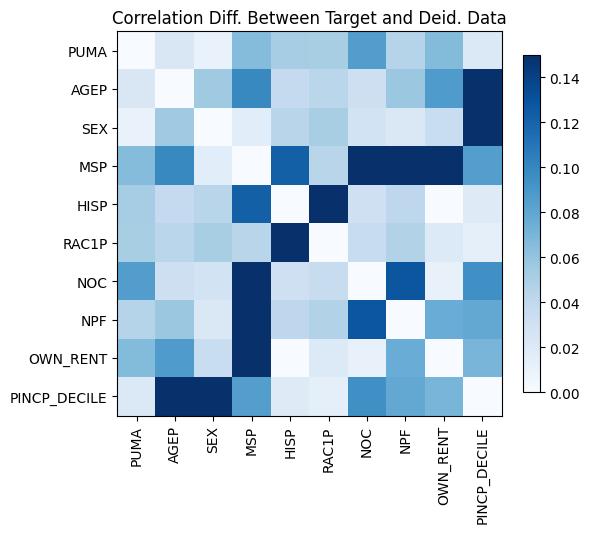 Correlation Diff. Between Target and Deid. Data
PUMA
AGEP
SEX
MSP
HISP
RAC1P
NOC
NPF
OWN_RENT
PINCP_DECILE
PUMA
AGEP
SEX
MSP
HISP
RAC1P
NOC
NPF
OWN_RENT
PINCP_DECILE
0.14
0.12
0.10
0.08
0.06
0.04
0.02
0.00